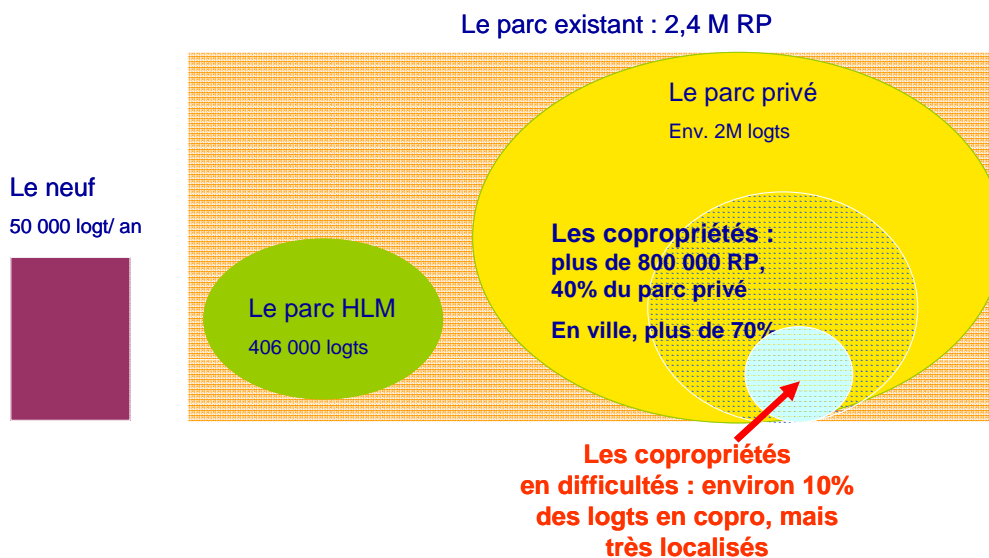 Le parc existant : 2,4 M RP
Le parc privé
Env. 2M logts
Le neuf
50 000 logt/ an
Les copropriétés :
plus de 800 000 RP,
40% du parc privé
En ville, plus de 70%
Le parc HLM
406 000 logts
Les copropriétés
en difficultés : environ 10%
des logts en copro, mais
très localisés